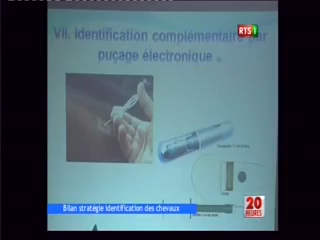 RTS1
VII. Identification complémentaire par
puçage électronique
Bilan stratégie identification des chevaux
20
HEURES